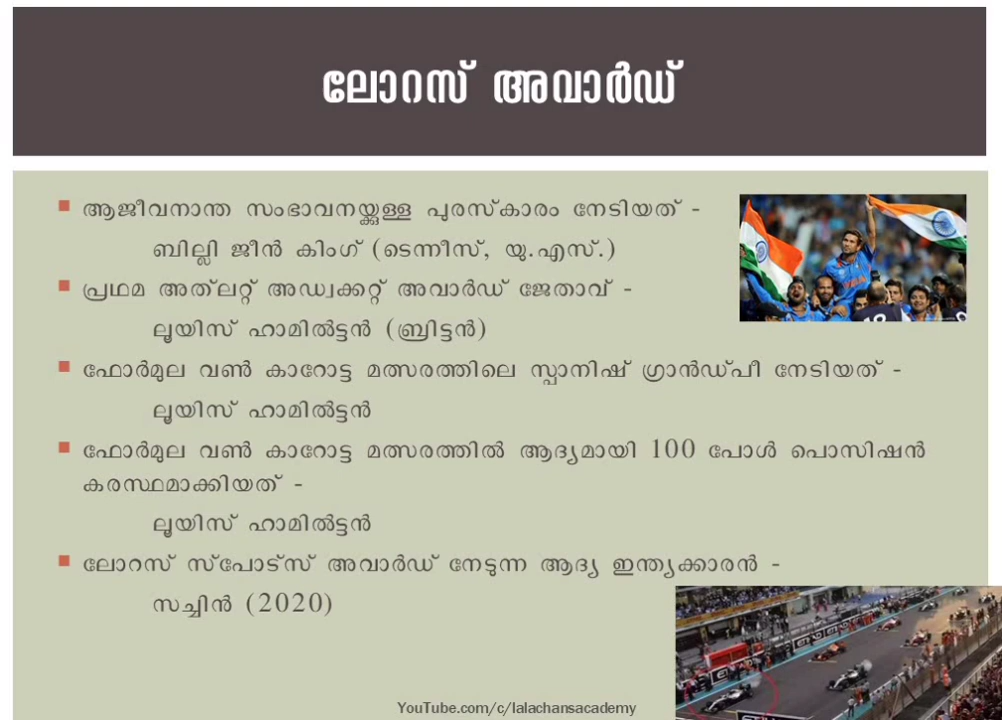 ലോറസ് അവാർഡ്
ആജീവനാന്ത സംഭാവനയ്ക്കുള്ള പുരസ്കാരം നേടിയത് -
ബില്ലി ജീൻ കിംഗ് (ടെന്നീസ്, യു.എസ്.)
പ്രഥമ അത്‌ലറ്റ് അഡ്വക്കറ്റ് അവാർഡ് ജേതാവ് -
ലൂയിസ് ഹാമിൽട്ടൻ (ബ്രിട്ടൻ)
ഫോർമുല വൺ കാറോട്ട മത്സരത്തിലെ സ്പാനിഷ് ഗ്രാൻഡ്പീ നേടിയത് -
ലൂയിസ് ഹാമിൽട്ടൻ
ഫോർമുല വൺ കാറോട്ട മത്സരത്തിൽ ആദ്യമായി 100 പോൾ പൊസിഷൻ
കരസ്ഥമാക്കിയത് -
ലൂയിസ് ഹാമിൽട്ടൻ
ലോറസ് സ്പോട്സ് അവാർഡ് നേടുന്ന ആദ്യ ഇന്ത്യക്കാരൻ -
സച്ചിൻ (2020)
YouTube.com/c/lalachansacademy